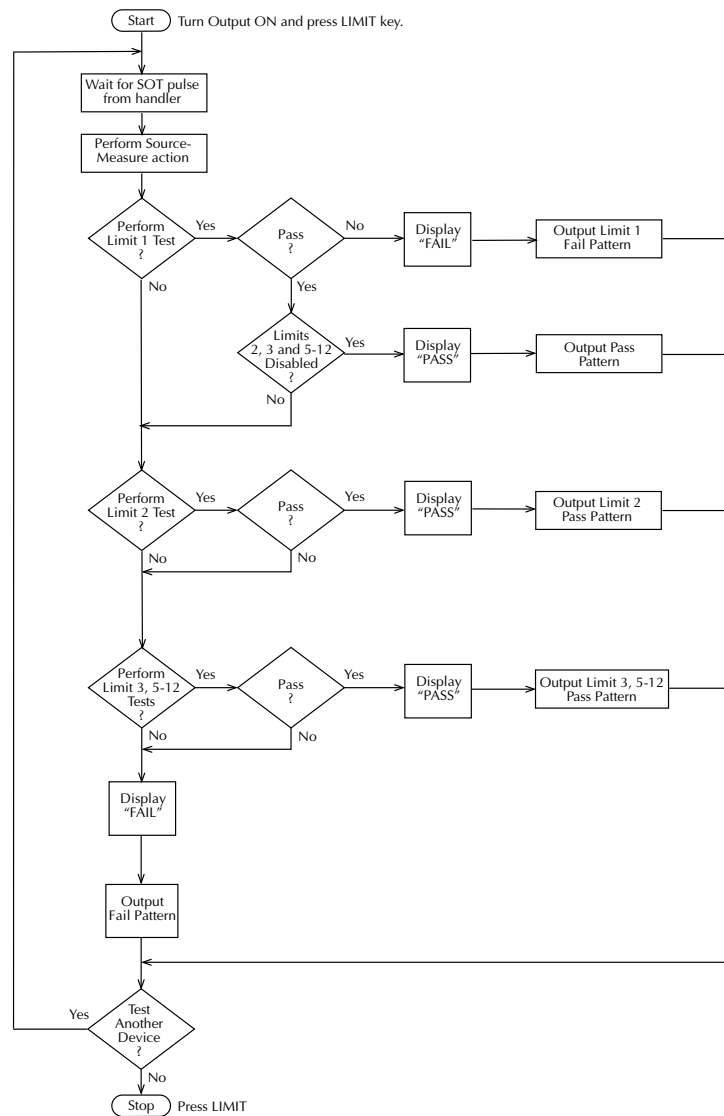 Start
Turn Output ON and press LIMIT key.
Wait for SOT pulse
from handler
Perform Source-
Measure action
Perform
Limit 1 Test
?
Yes
No
Pass
?
No
Yes
Display
“FAIL”
Output Limit 1
Fail Pattern
Limits
2, 3 and 5-12
Disabled
?
Yes
No
Display
“PASS”
Output Pass
Pattern
Perform
Limit 2 Test
?
Yes
No
Pass
?
Yes
No
Display
“PASS”
Output Limit 2
Pass Pattern
Perform
Limit 3, 5-12
Tests
?
Yes
No
Pass
?
Yes
No
Display
“PASS”
Output Limit 3, 5-12
Pass Pattern
Display
“FAIL”
Output
Fail Pattern
Yes
Test
Another
Device
?
No
Stop
Press LIMIT